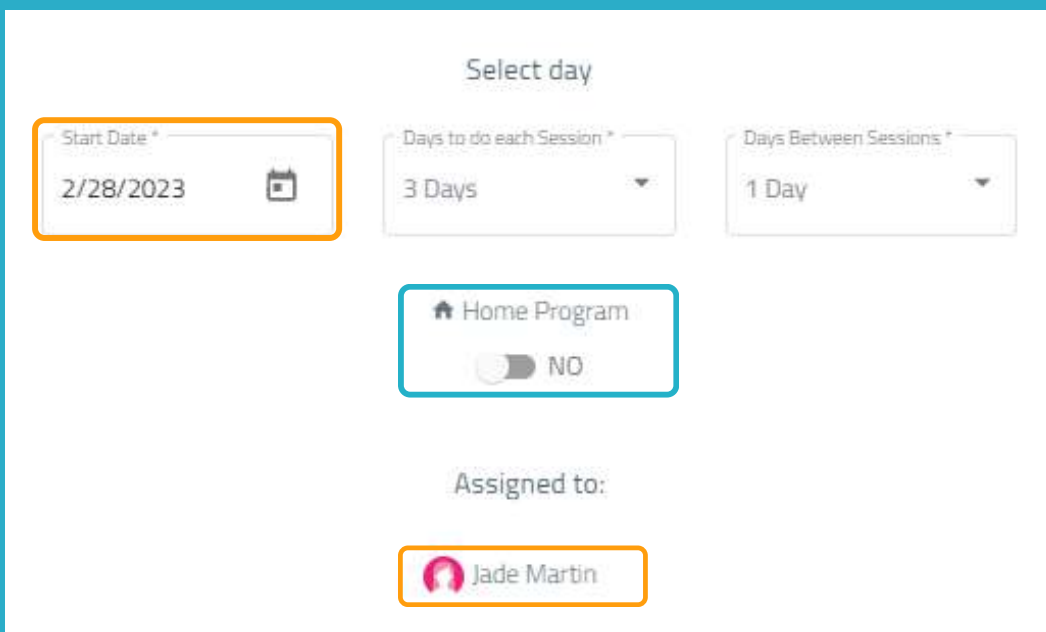 Select day
Start Date * Days to do each Session * Days Between Sessions *
2/28/2023 3 Days 1 Day
Home Program
NO
Assigned to:
Jade Martin